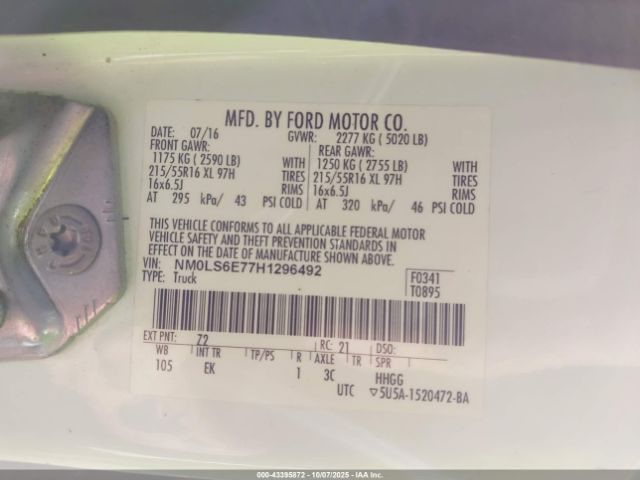 MFD. BY FORD MOTOR CO.
DATE: 07/16 GVWR: 2277 KG ( 5020 LB)
FRONT GAWR: REAR GAWR:
1175 KG ( 2590 LB) WITH 1250 KG ( 2755 LB) WITH
215/55R16 XL 97H TIRES 215/55R16 XL 97H TIRES
16x6.5J RIMS 16x6.5J RIMS
AT 295 kPa/ 43 PSI COLD AT 320 kPa/ 46 PSI COLD
THIS VEHICLE CONFORMS TO ALL APPLICABLE FEDERAL MOTOR
VEHICLE SAFETY AND THEFT PREVENTION STANDARDS IN
EFFECT ON THE DATE OF MANUFACTURE SHOWN ABOVE.
VIN: NM0LS6E77H1296492 F0341
TYPE: Truck T0895
EXT PNT: Z2 RC: 21 DSO:
WB INT TR TP/PS R AXLE TR SPR
105 EK 1 3C HHGG
UTC ▽5U5A-1520472-BA
000-43395872 - 10/07/2025 - IAA Inc.